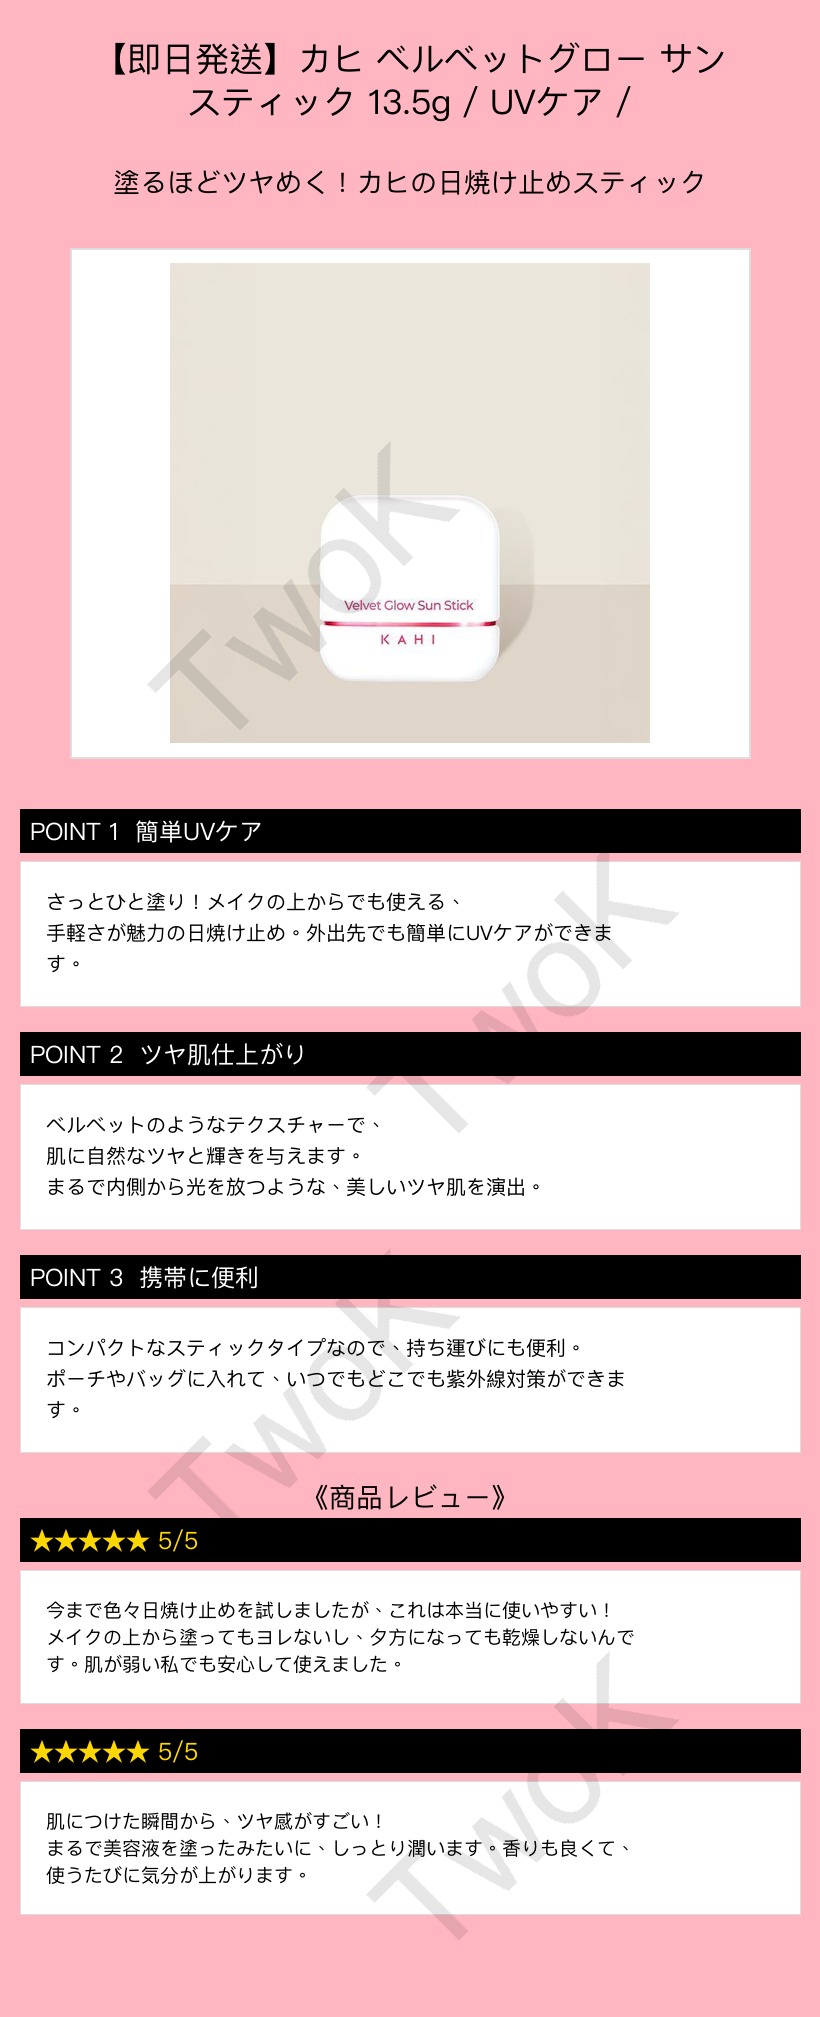 【即日発送】カヒ ベルベットグロー サン
スティック 13.5g / UVケア /
塗るほどツヤめく！カヒの日焼け止めスティック
Velvet Glow Sun Stick
KAHI
TwoK
POINT 1 簡単UVケア
さっとひと塗り！メイクの上からでも使える、
手軽さが魅力の日焼け止め。外出先でも簡単にUVケアができま
す。
TwoK
POINT 2 ツヤ肌仕上がり
ベルベットのようなテクスチャーで、
肌に自然なツヤと輝きを与えます。
まるで内側から光を放つような、美しいツヤ肌を演出。
POINT 3 携帯に便利
コンパクトなスティックタイプなので、持ち運びにも便利。
ポーチやバッグに入れて、いつでもどこでも紫外線対策ができま
す。
TwoK
《商品レビュー》
★★★★★ 5/5
今まで色々日焼け止めを試しましたが、これは本当に使いやすい！
メイクの上から塗ってもヨレないし、夕方になっても乾燥しないんで
す。肌が弱い私でも安心して使えました。
★★★★★ 5/5
肌につけた瞬間から、ツヤ感がすごい！
まるで美容液を塗ったみたいに、しっとり潤います。香りも良くて、
使うたびに気分が上がります。
TwoK